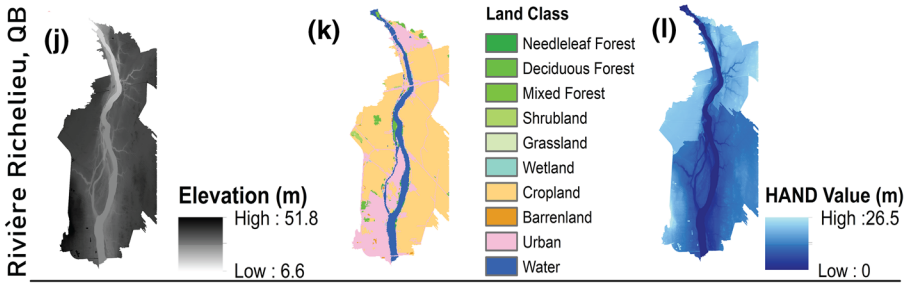 Rivière Richelieu, QB
(j)
Elevation (m)
High : 51.8
Low : 6.6
(k)
Land Class
Needleleaf Forest
Deciduous Forest
Mixed Forest
Shrubland
Grassland
Wetland
Cropland
Barrenland
Urban
Water
(l)
HAND Value (m)
High :26.5
Low : 0